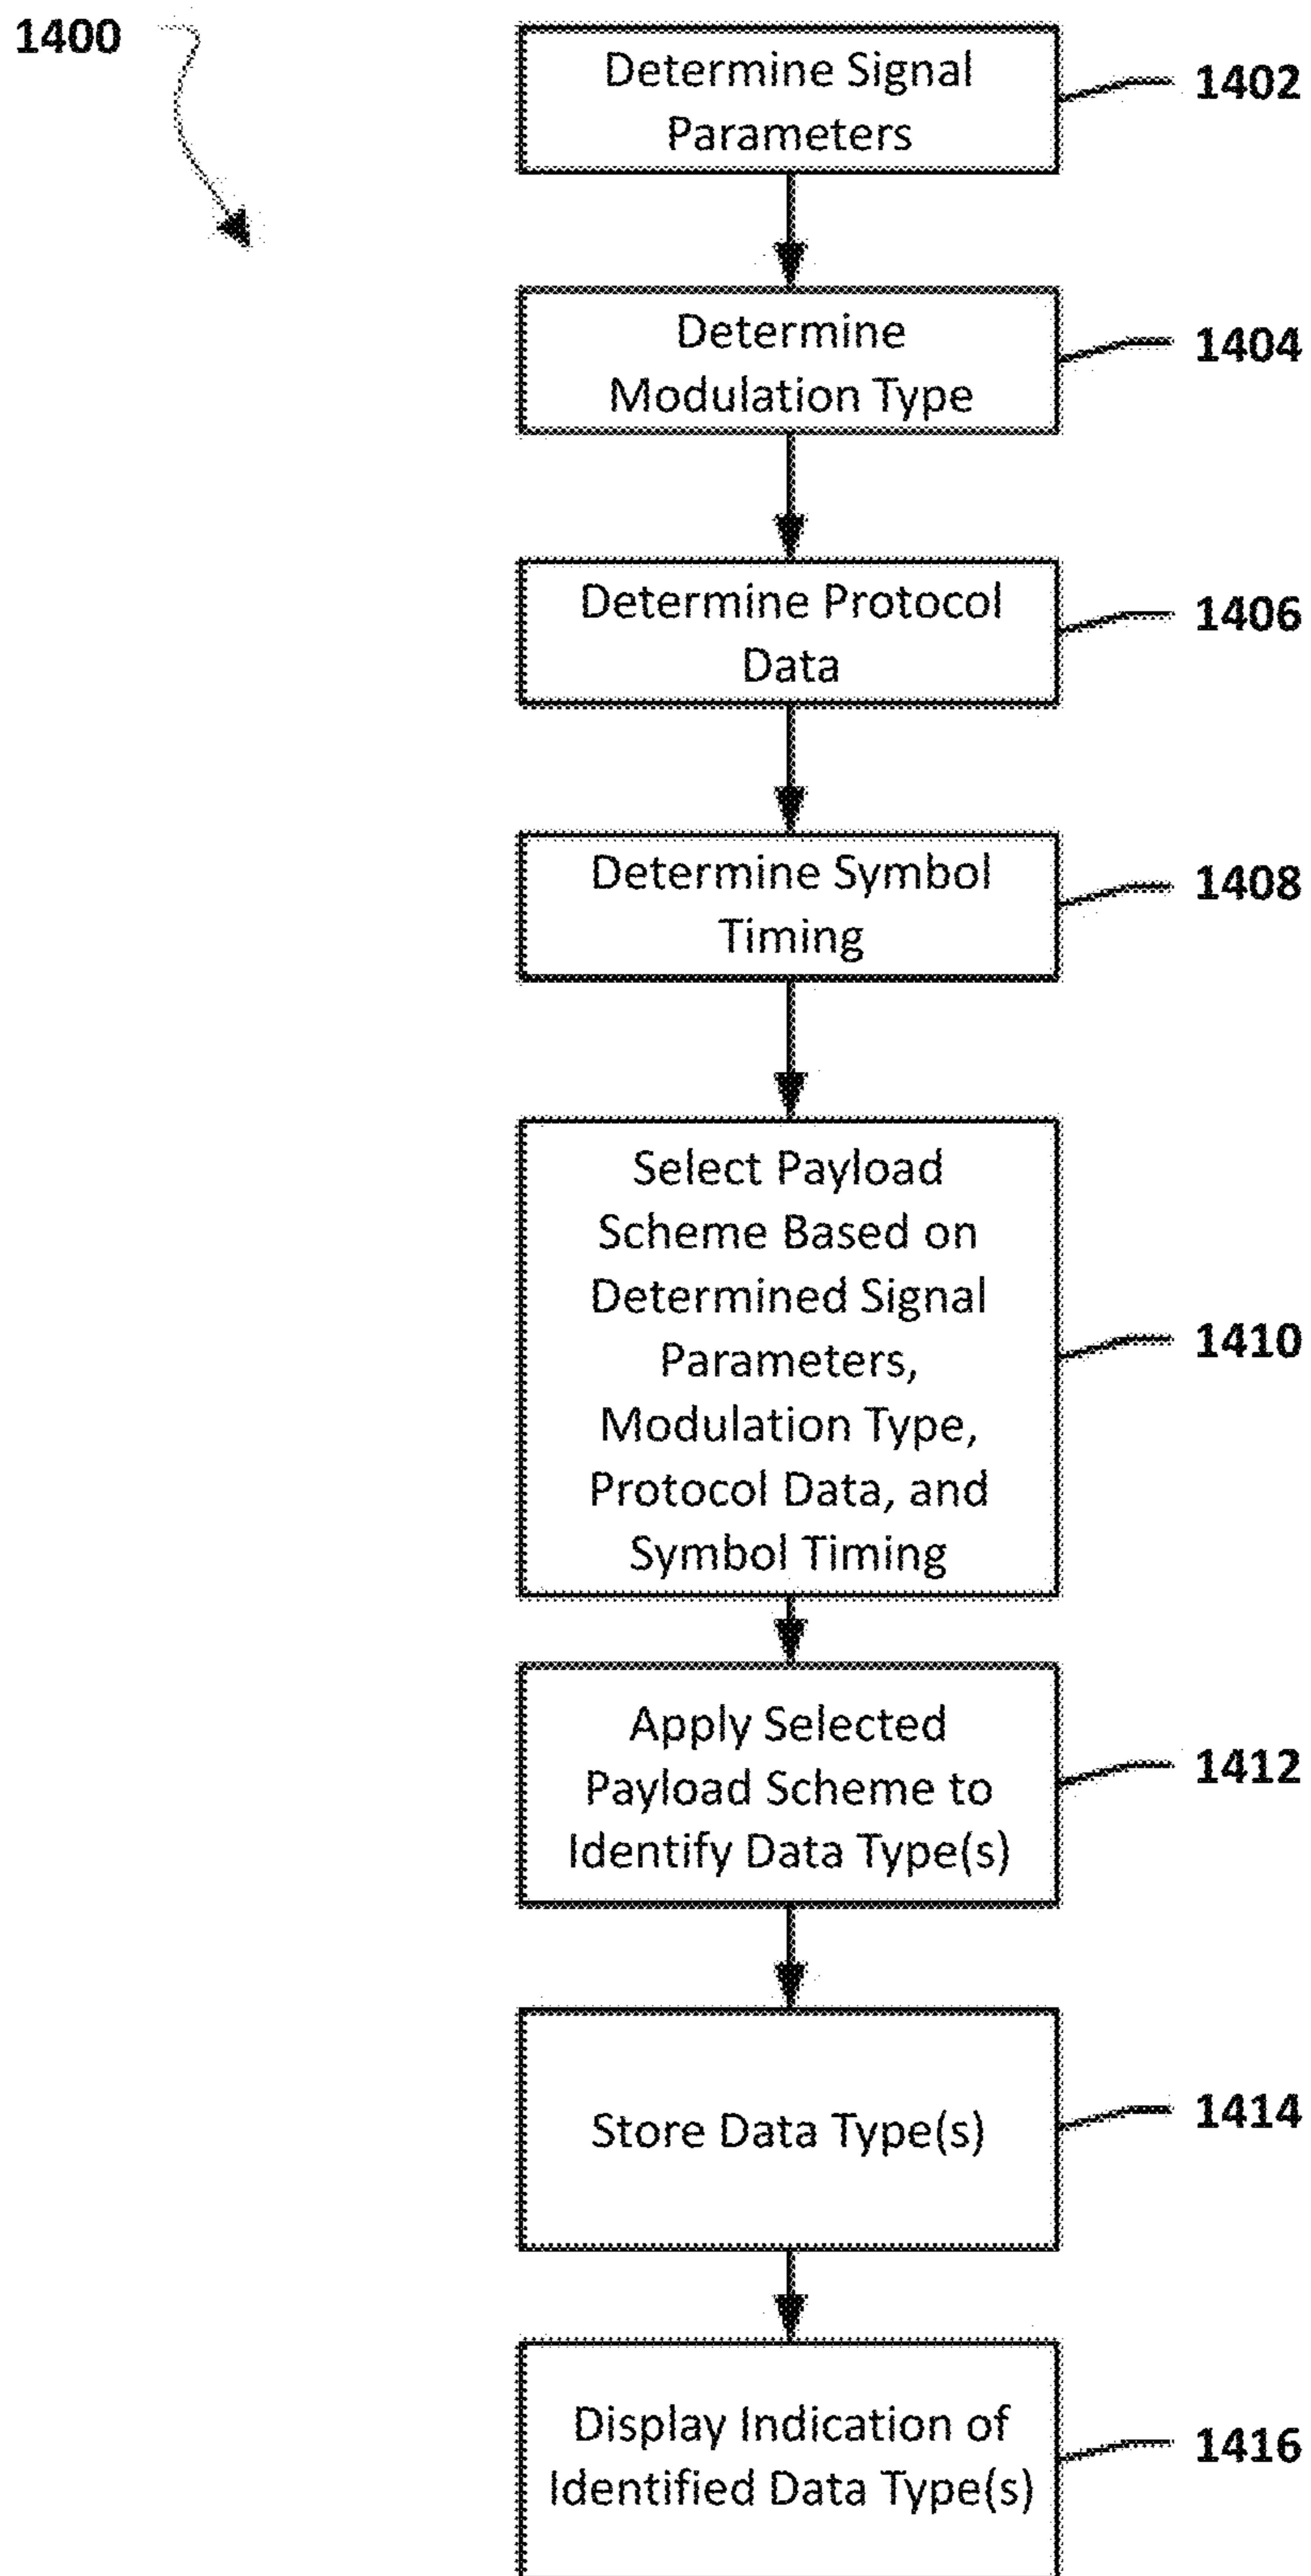 1400
Determine Signal
Parameters
1402
Determine
Modulation Type
1404
Determine Protocol
Data
1406
Determine Symbol
Timing
1408
Select Payload
Scheme Based on
Determined Signal
Parameters,
Modulation Type,
Protocol Data, and
Symbol Timing
1410
Apply Selected
Payload Scheme to
Identify Data Type(s)
1412
Store Data Type(s)
1414
Display Indication of
Identified Data Type(s)
1416